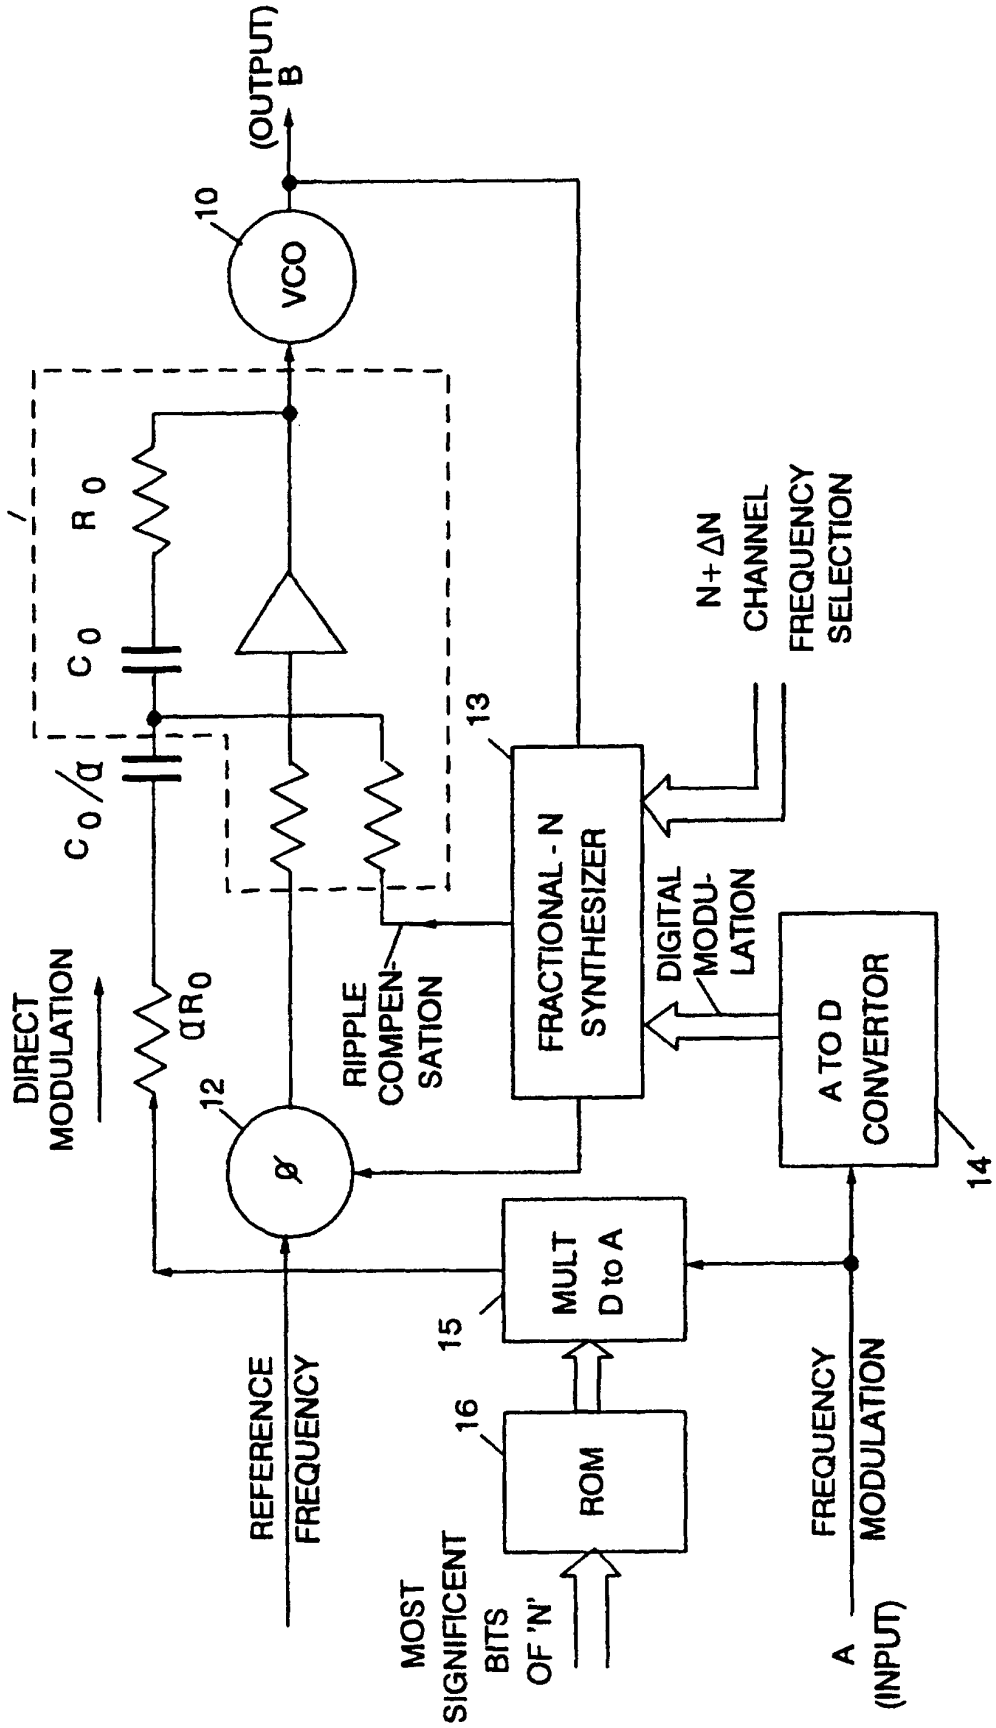 DIRECT
MODULATION
αR₀
C₀/α
C₀
R₀
REFERENCE
FREQUENCY
12
Ø
10
VCO
(OUTPUT)
B
RIPPLE
COMPEN-
SATION
MOST
SIGNIFICENT
BITS
OF 'N'
16
ROM
15
MULT
D to A
13
FRACTIONAL - N
SYNTHESIZER
DIGITAL
MODU-
LATION
N + ΔN
CHANNEL
FREQUENCY
SELECTION
A
(INPUT)
FREQUENCY
MODULATION
A TO D
CONVERTOR
14